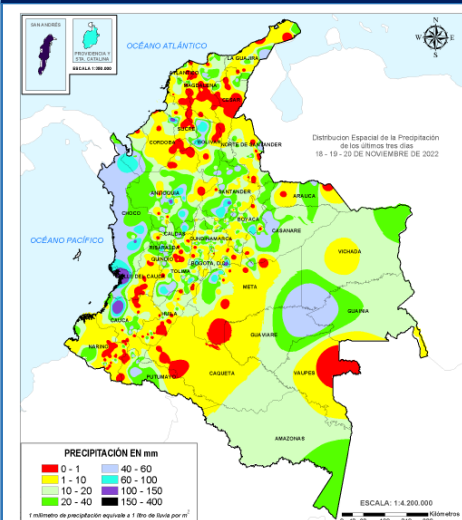 SAN ANDRÉS
PROVIDENCIA Y
STA. CATALINA
ESCALA 1:350.000
N
W
E
S
OCÉANO ATLÁNTICO
LA GUAJIRA
ATLANTICO
MAGDALENA
CESAR
SUCRE
BOLIVAR
CORDOBA
NORTE DE SANTANDER
Distribucion Espacial de la Precipitación
de los últimos tres dias
18 - 19 - 20 DE NOVIEMBRE DE 2022
ANTIOQUIA
SANTANDER
ARAUCA
CHOCO
BOYACA
CASANARE
OCÉANO PACÍFICO
CALDAS
CUNDINAMARCA
RISARALDA
VICHADA
QUINDIO
BOGOTA, D.C.
TOLIMA
VALLE DEL CAUCA
META
GUAINIA
CAUCA
HUILA
GUAVIARE
NARIÑO
VAUPES
PUTUMAYO
CAQUETA
AMAZONAS
PRECIPITACIÓN EN mm
0 - 1
40 - 60
1 - 10
60 - 100
10 - 20
100 - 150
20 - 40
150 - 400
1 milímetro de precipitación equivale a 1 litro de lluvia por m²
ESCALA: 1:4.200.000
Kilómetros